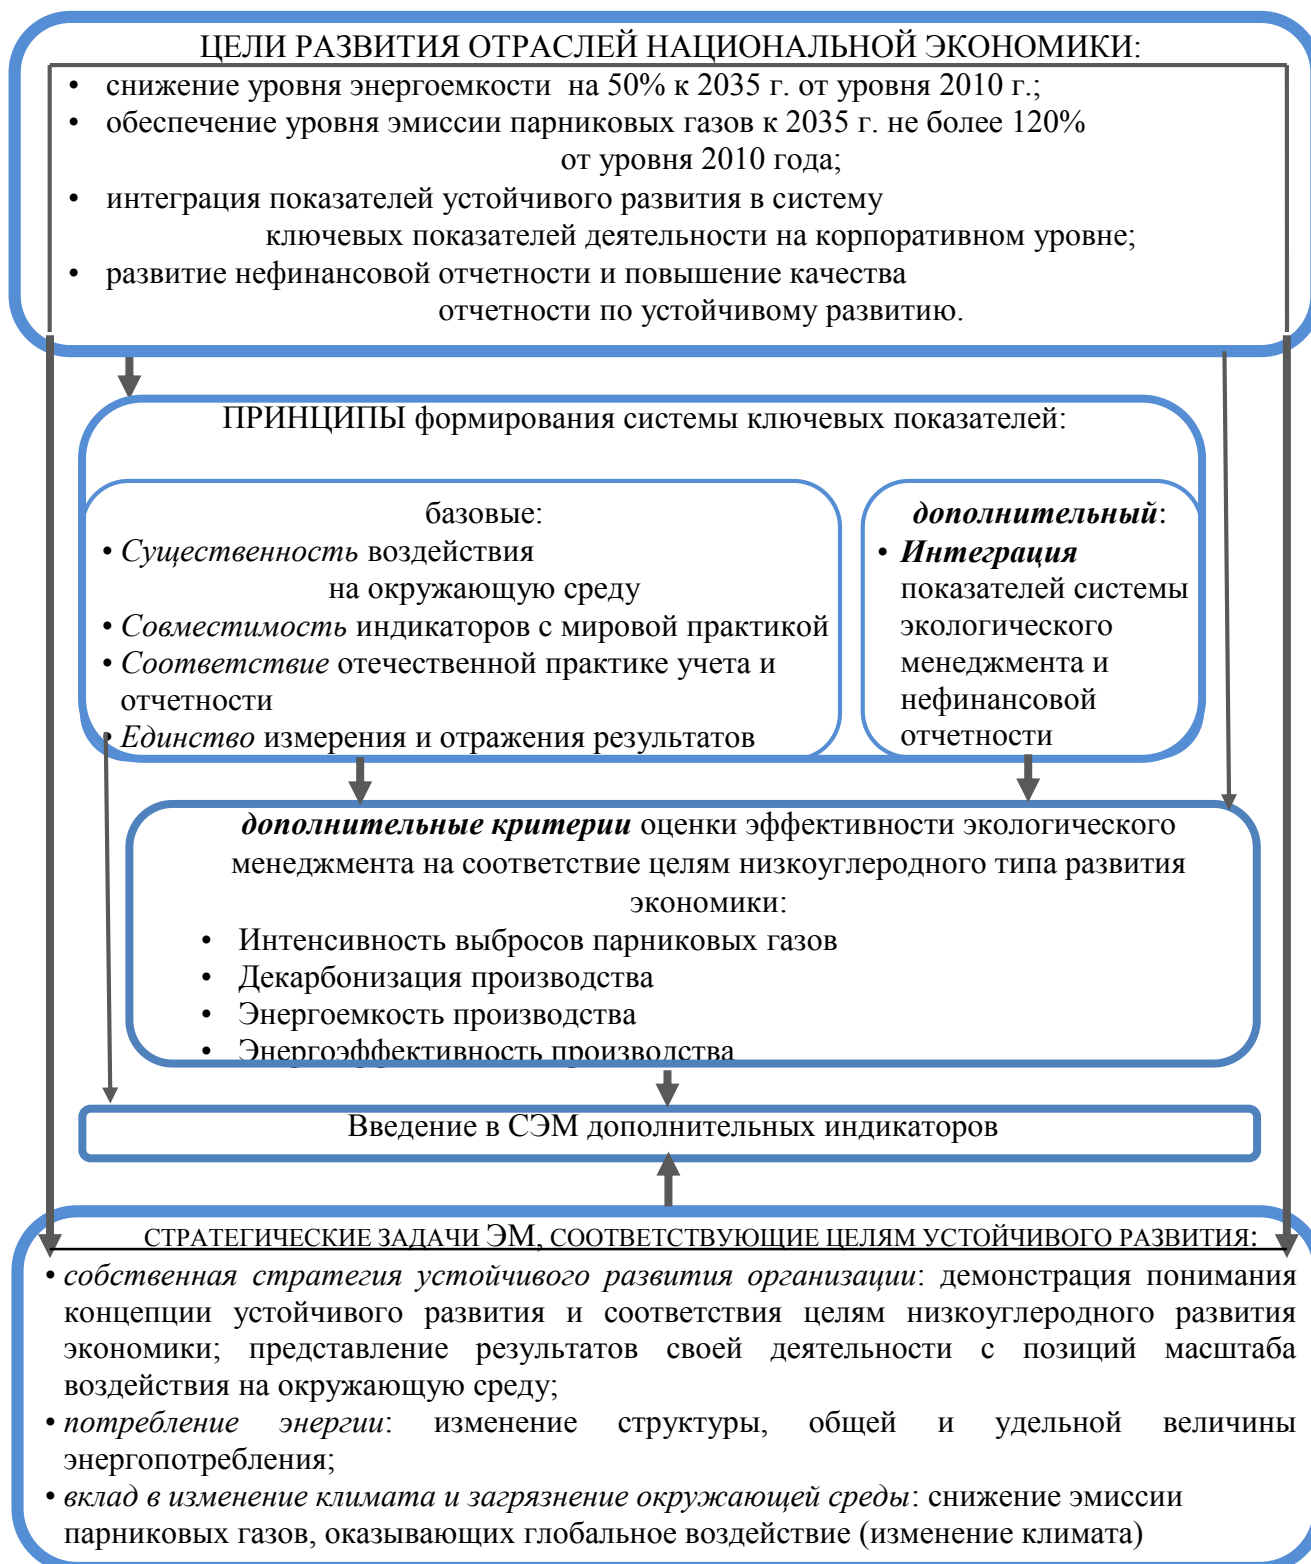 ЦЕЛИ РАЗВИТИЯ ОТРАСЛЕЙ НАЦИОНАЛЬНОЙ ЭКОНОМИКИ:
• снижение уровня энергоемкости на 50% к 2035 г. от уровня 2010 г.;
• обеспечение уровня эмиссии парниковых газов к 2035 г. не более 120%
от уровня 2010 года;
• интеграция показателей устойчивого развития в систему
ключевых показателей деятельности на корпоративном уровне;
• развитие нефинансовой отчетности и повышение качества
отчетности по устойчивому развитию.
ПРИНЦИПЫ формирования системы ключевых показателей:
базовые:
• Существенность воздействия
на окружающую среду
• Совместимость индикаторов с мировой практикой
• Соответствие отечественной практике учета и
отчетности
• Единство измерения и отражения результатов
дополнительный:
• Интеграция
показателей системы
экологического
менеджмента и
нефинансовой
отчетности
дополнительные критерии оценки эффективности экологического
менеджмента на соответствие целям низкоуглеродного типа развития
экономики:
• Интенсивность выбросов парниковых газов
• Декарбонизация производства
• Энергоемкость производства
• Энергоэффективность производства
Введение в СЭМ дополнительных индикаторов
СТРАТЕГИЧЕСКИЕ ЗАДАЧИ ЭМ, СООТВЕТСТВУЮЩИЕ ЦЕЛЯМ УСТОЙЧИВОГО РАЗВИТИЯ:
• собственная стратегия устойчивого развития организации: демонстрация понимания
концепции устойчивого развития и соответствия целям низкоуглеродного развития
экономики; представление результатов своей деятельности с позиций масштаба
воздействия на окружающую среду;
• потребление энергии: изменение структуры, общей и удельной величины
энергопотребления;
• вклад в изменение климата и загрязнение окружающей среды: снижение эмиссии
парниковых газов, оказывающих глобальное воздействие (изменение климата)